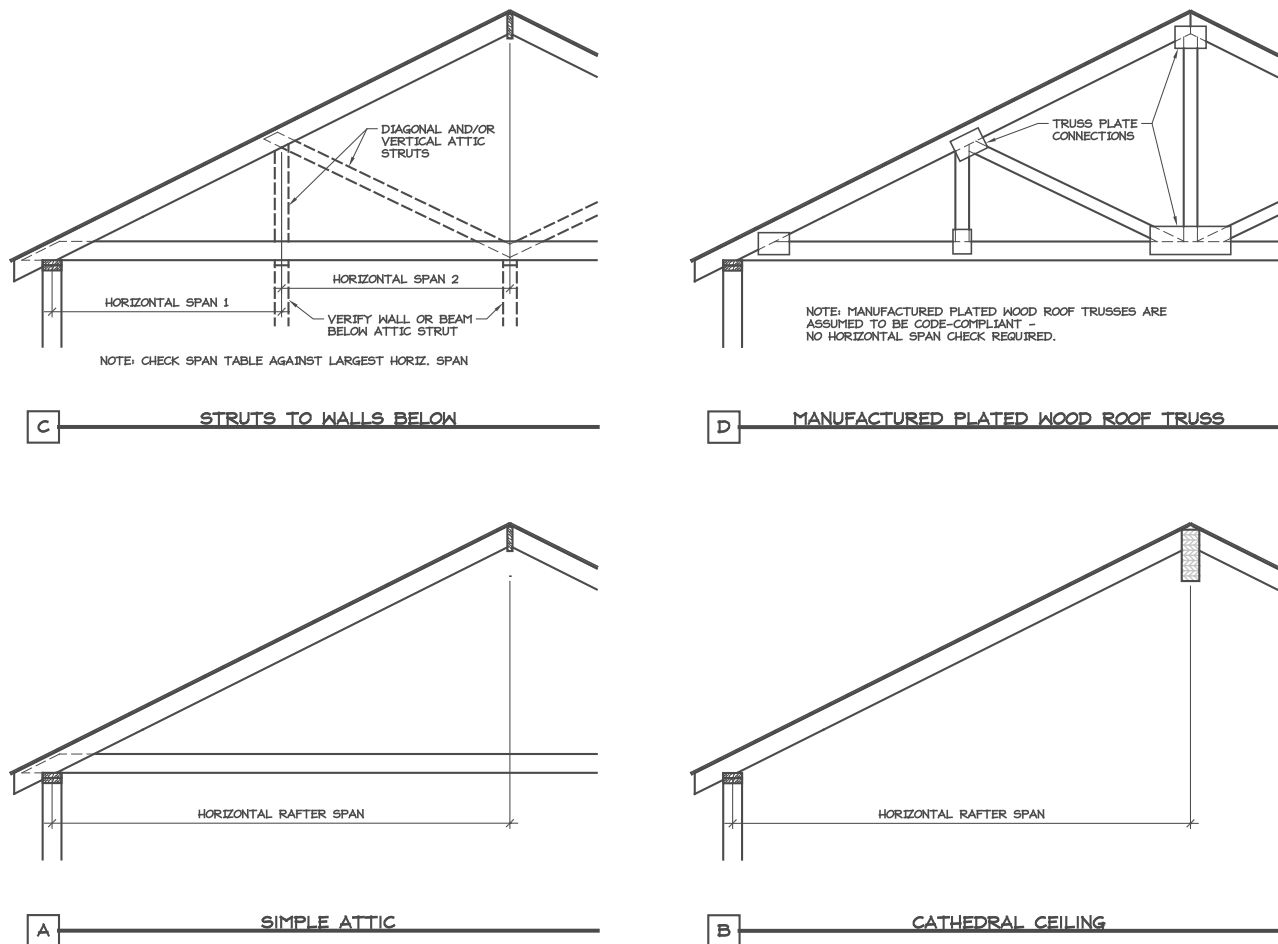 DIAGONAL AND/OR
VERTICAL ATTIC
STRUTS
HORIZONTAL SPAN 2
HORIZONTAL SPAN 1
VERIFY WALL OR BEAM
BELOW ATTIC STRUT
NOTE: CHECK SPAN TABLE AGAINST LARGEST HORIZ. SPAN
C STRUTS TO WALLS BELOW
TRUSS PLATE
CONNECTIONS
NOTE: MANUFACTURED PLATED WOOD ROOF TRUSSES ARE
ASSUMED TO BE CODE-COMPLIANT -
NO HORIZONTAL SPAN CHECK REQUIRED.
D MANUFACTURED PLATED WOOD ROOF TRUSS
HORIZONTAL RAFTER SPAN
A SIMPLE ATTIC
HORIZONTAL RAFTER SPAN
B CATHEDRAL CEILING